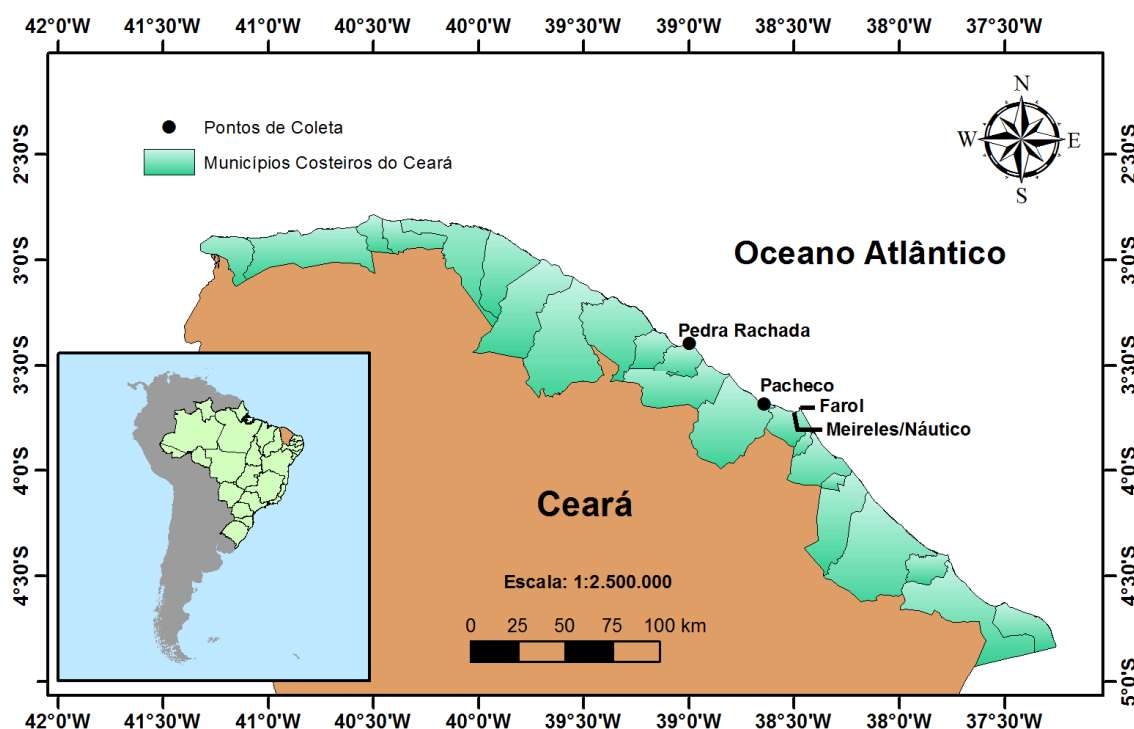 42°0'W 41°30'W 41°0'W 40°30'W 40°0'W 39°30'W 39°0'W 38°30'W 38°0'W 37°30'W
N
W E
S
Pontos de Coleta
Municípios Costeiros do Ceará
2°30'S 2°30'S
3°0'S 3°0'S
Oceano Atlântico
Pedra Rachada
3°30'S 3°30'S
Pacheco
Farol
Meireles/Náutico
4°0'S 4°0'S
Ceará
4°30'S 4°30'S
Escala: 1:2.500.000
0 25 50 75 100 km
5°0'S 5°0'S
42°0'W 41°30'W 41°0'W 40°30'W 40°0'W 39°30'W 39°0'W 38°30'W 38°0'W 37°30'W